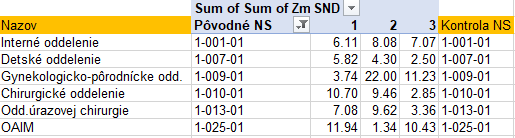 Sum of Sum of Zm SND
Nazov Pôvodné NS 1 2 3 Kontrola NS
Interné oddelenie 1-001-01 6.11 8.08 7.07 1-001-01
Detské oddelenie 1-007-01 5.82 4.30 2.50 1-007-01
Gynekologicko-pôrodnícke odd. 1-009-01 3.74 22.00 11.23 1-009-01
Chirurgické oddelenie 1-010-01 10.70 9.46 2.85 1-010-01
Odd.úrazovej chirurgie 1-013-01 7.08 9.62 3.36 1-013-01
OAIM 1-025-01 11.94 1.34 10.43 1-025-01